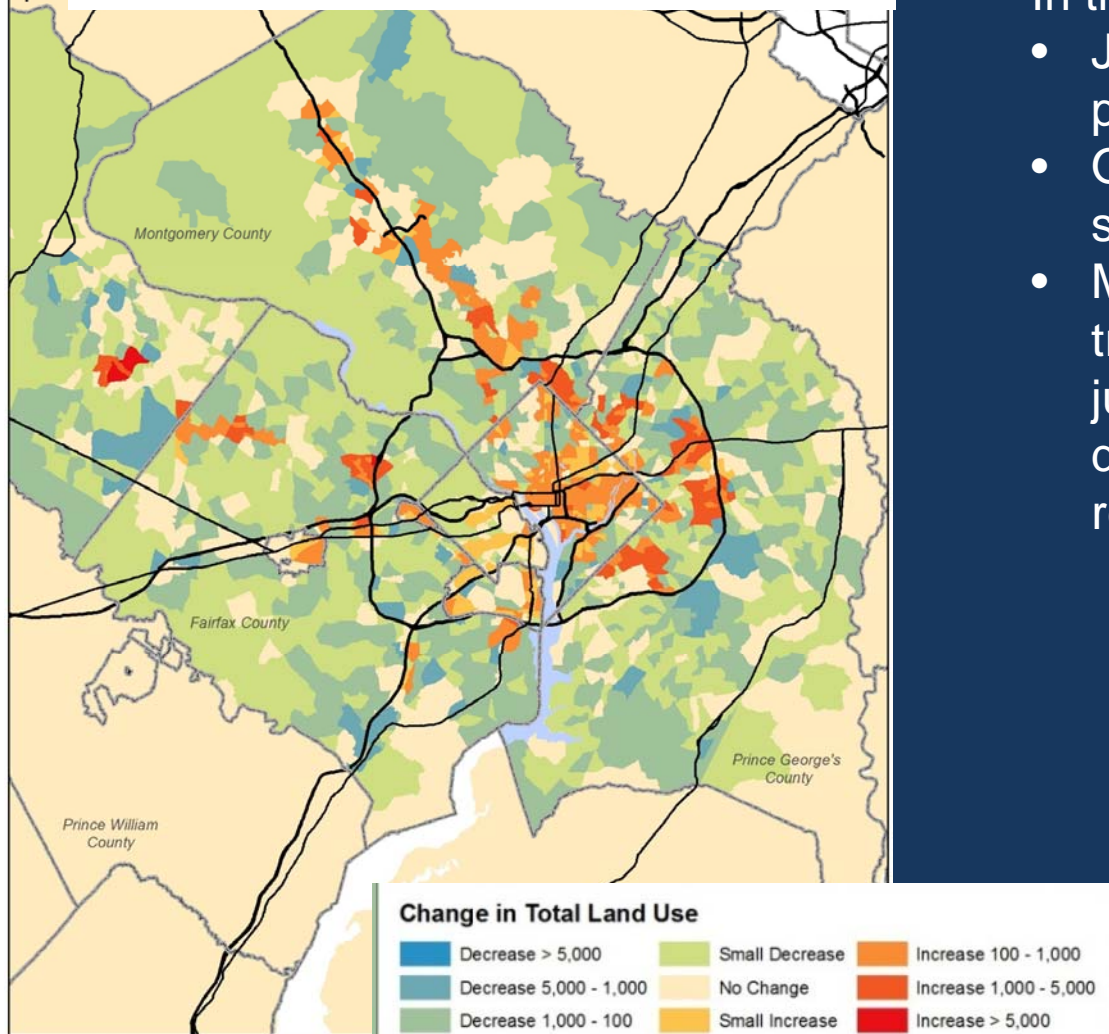 In t
• J
p
• C
s
• M
t
ju
c
r
Montgomery County
Fairfax County
Prince George's
County
Prince William
County
Change in Total Land Use
Decrease > 5,000
Small Decrease
Increase 100 - 1,000
Decrease 5,000 - 1,000
No Change
Increase 1,000 - 5,000
Decrease 1,000 - 100
Small Increase
Increase > 5,000